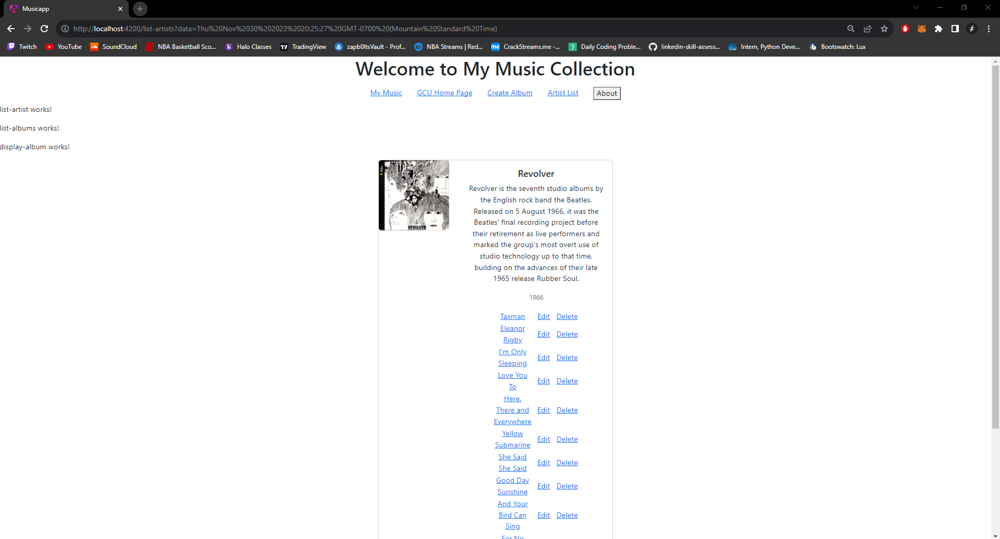 Musicapp
http://localhost:4200/list-artists?data=Thu%20Nov%2030%202023%2020:25:27%20GMT-0700%20(Mountain%20Standard%20Time)
Twitch YouTube SoundCloud NBA Basketball Sco... Halo Classes TradingView zapb0ltsVault - Prof... NBA Streams | Red... CrackStreams.me -... Daily Coding Proble... linkedin-skill-assess... Intern, Python Deve... Bootswatch: Lux
Welcome to My Music Collection
My Music GCU Home Page Create Album Artist List About
list-artist works!
list-albums works!
display-album works!
REVOLVER
Revolver
Revolver is the seventh studio albums by
the English rock band the Beatles.
Released on 5 August 1966, it was the
Beatles' final recording project before
their retirement as live performers and
marked the group's most overt use of
studio technology up to that time,
building on the advances of their late
1965 release Rubber Soul.
1966
Taxman Edit Delete
Eleanor
Rigby Edit Delete
I'm Only
Sleeping Edit Delete
Love You
To Edit Delete
Here,
There and Edit Delete
Everywhere
Yellow
Submarine Edit Delete
She Said
She Said Edit Delete
Good Day
Sunshine Edit Delete
And Your
Bird Can Edit Delete
Sing
For No